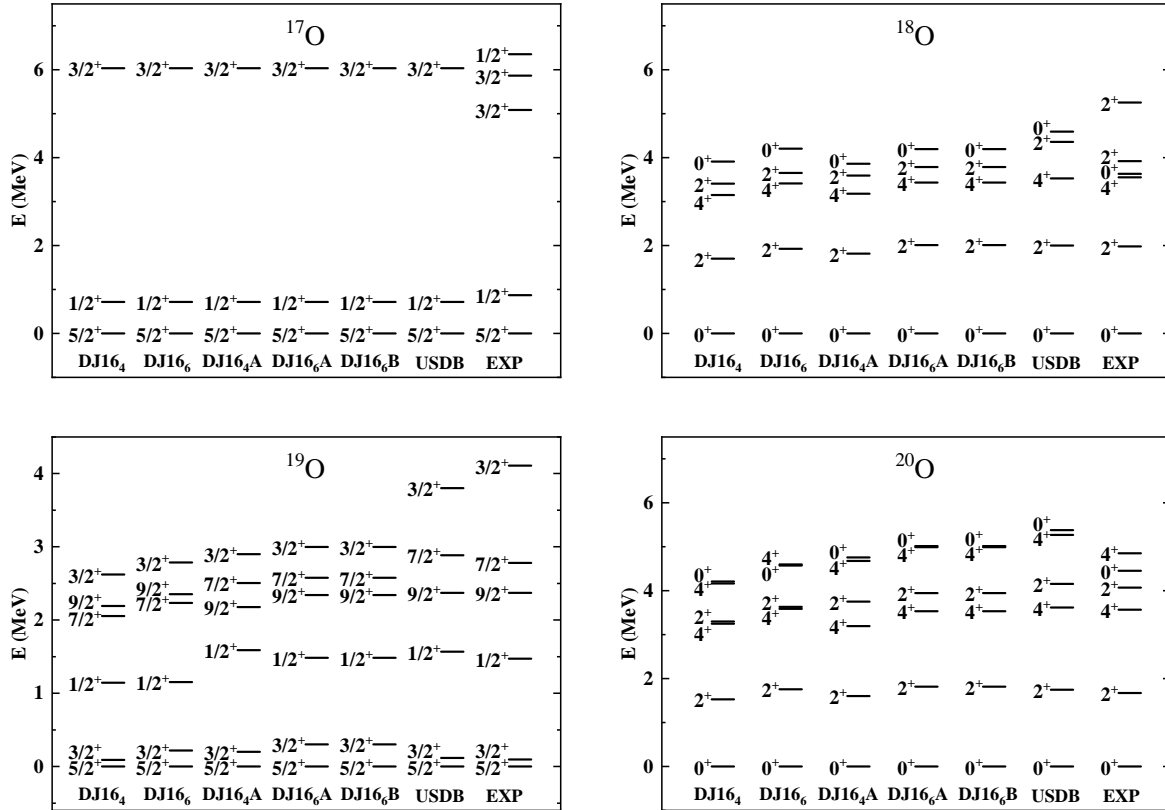 ¹⁷O
1/2⁺
3/2⁺ 3/2⁺ 3/2⁺ 3/2⁺ 3/2⁺ 3/2⁺ 3/2⁺
3/2⁺
1/2⁺ 1/2⁺ 1/2⁺ 1/2⁺ 1/2⁺ 1/2⁺ 1/2⁺
5/2⁺ 5/2⁺ 5/2⁺ 5/2⁺ 5/2⁺ 5/2⁺ 5/2⁺
DJ16₄ DJ16₆ DJ16₄A DJ16₆A DJ16₆B USDB EXP
6
4
2
0
E (MeV)
¹⁸O
0⁺ 2⁺ 4⁺ 2⁺ 0⁺
0⁺ 2⁺ 4⁺ 2⁺ 0⁺
0⁺ 2⁺ 4⁺ 2⁺ 0⁺
0⁺ 2⁺ 4⁺ 2⁺ 0⁺
0⁺ 2⁺ 4⁺ 2⁺ 0⁺
0⁺ 2⁺ 4⁺ 2⁺ 0⁺
2⁺ 2⁺ 0⁺ 4⁺ 2⁺ 0⁺
DJ16₄ DJ16₆ DJ16₄A DJ16₆A DJ16₆B USDB EXP
6
4
2
0
E (MeV)
¹⁹O
3/2⁺ 9/2⁺ 7/2⁺ 1/2⁺ 3/2⁺ 5/2⁺
3/2⁺ 9/2⁺ 7/2⁺ 1/2⁺ 3/2⁺ 5/2⁺
3/2⁺ 7/2⁺ 9/2⁺ 1/2⁺ 3/2⁺ 5/2⁺
3/2⁺ 7/2⁺ 9/2⁺ 1/2⁺ 3/2⁺ 5/2⁺
3/2⁺ 7/2⁺ 9/2⁺ 1/2⁺ 3/2⁺ 5/2⁺
3/2⁺ 7/2⁺ 9/2⁺ 1/2⁺ 3/2⁺ 5/2⁺
3/2⁺ 7/2⁺ 9/2⁺ 1/2⁺ 3/2⁺ 5/2⁺
DJ16₄ DJ16₆ DJ16₄A DJ16₆A DJ16₆B USDB EXP
4
3
2
1
0
E (MeV)
²⁰O
0⁺ 4⁺ 2⁺ 4⁺ 2⁺ 0⁺
4⁺ 0⁺ 2⁺ 4⁺ 2⁺ 0⁺
0⁺ 4⁺ 2⁺ 4⁺ 2⁺ 0⁺
0⁺ 4⁺ 2⁺ 4⁺ 2⁺ 0⁺
0⁺ 4⁺ 2⁺ 4⁺ 2⁺ 0⁺
0⁺ 4⁺ 2⁺ 4⁺ 2⁺ 0⁺
4⁺ 0⁺ 2⁺ 4⁺ 2⁺ 0⁺
DJ16₄ DJ16₆ DJ16₄A DJ16₆A DJ16₆B USDB EXP
6
4
2
0
E (MeV)